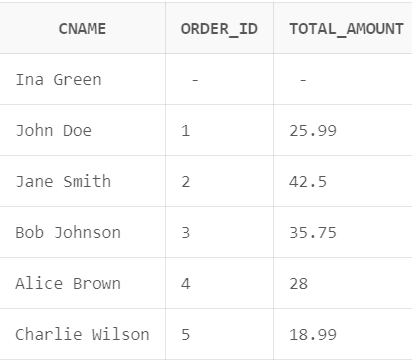 CNAME ORDER_ID TOTAL_AMOUNT
Ina Green - -
John Doe 1 25.99
Jane Smith 2 42.5
Bob Johnson 3 35.75
Alice Brown 4 28
Charlie Wilson 5 18.99